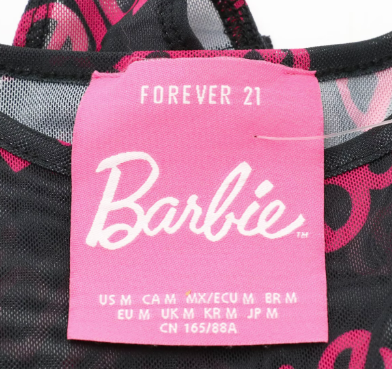 FOREVER 21
Barbie™
US M CA M MX/ECU M BR M
EU M UK M KR M JP M
CN 165/88A